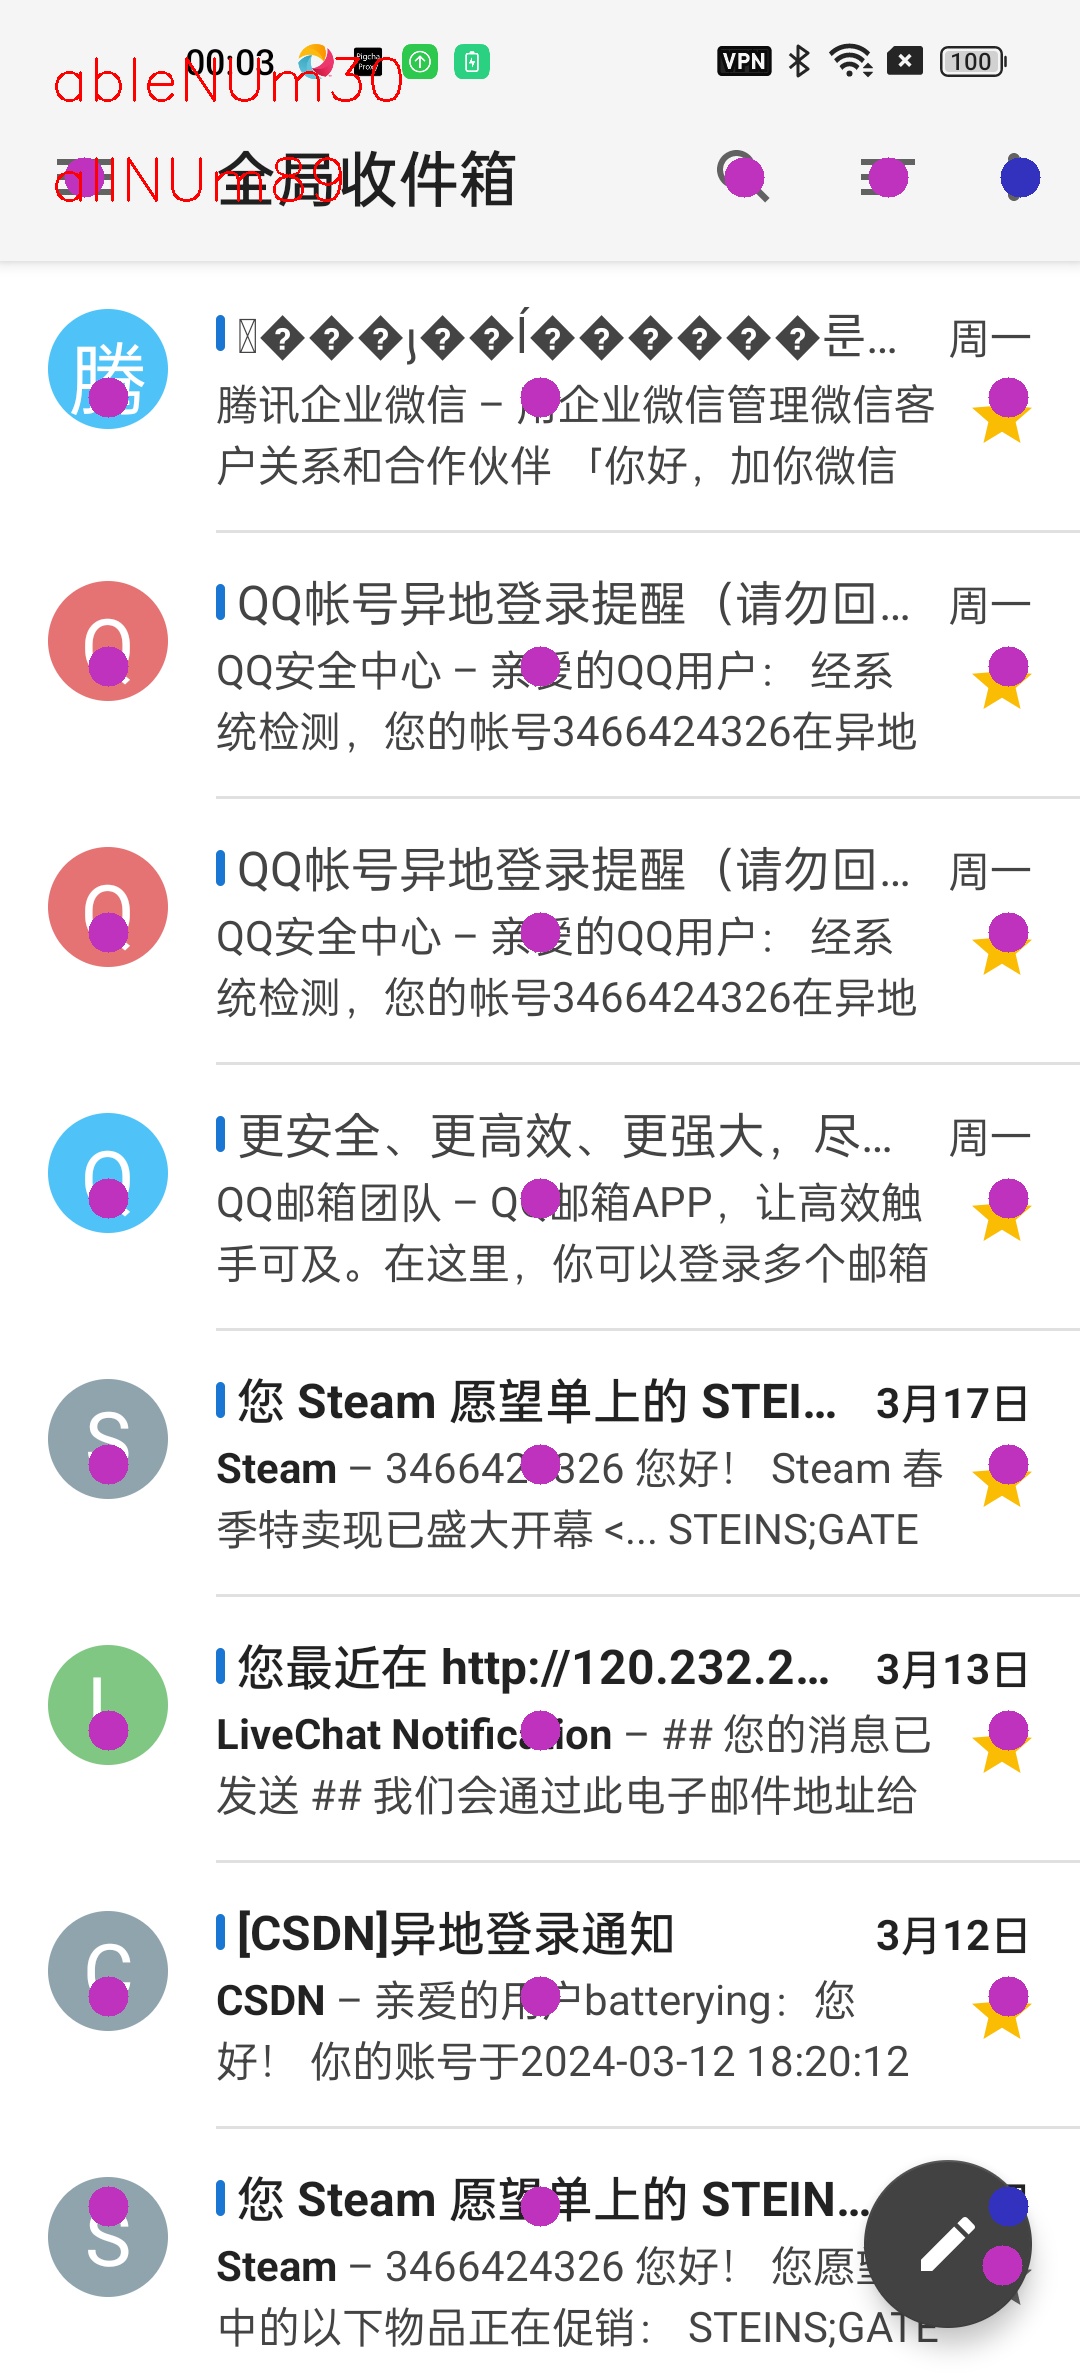 00:03 VPN 100
ableNUm30
allNUm89
全局收件箱
腾 ���ȷ��Í������룬… 周一
腾讯企业微信 – 用企业微信管理微信客
户关系和合作伙伴 「你好，加你微信
Q QQ帐号异地登录提醒（请勿回… 周一
QQ安全中心 – 亲爱的QQ用户： 经系
统检测，您的帐号3466424326在异地
Q QQ帐号异地登录提醒（请勿回… 周一
QQ安全中心 – 亲爱的QQ用户： 经系
统检测，您的帐号3466424326在异地
Q 更安全、更高效、更强大，尽… 周一
QQ邮箱团队 – QQ邮箱APP，让高效触
手可及。在这里，你可以登录多个邮箱
S 您 Steam 愿望单上的 STEI… 3月17日
Steam – 3466424326 您好！ Steam 春
季特卖现已盛大开幕 <... STEINS;GATE
L 您最近在 http://120.232.2… 3月13日
LiveChat Notification – ## 您的消息已
发送 ## 我们会通过此电子邮件地址给
C [CSDN]异地登录通知 3月12日
CSDN – 亲爱的用户batterying：您
好！ 你的账号于2024-03-12 18:20:12
S 您 Steam 愿望单上的 STEIN…
Steam – 3466424326 您好！ 您愿望
中的以下物品正在促销： STEINS;GATE